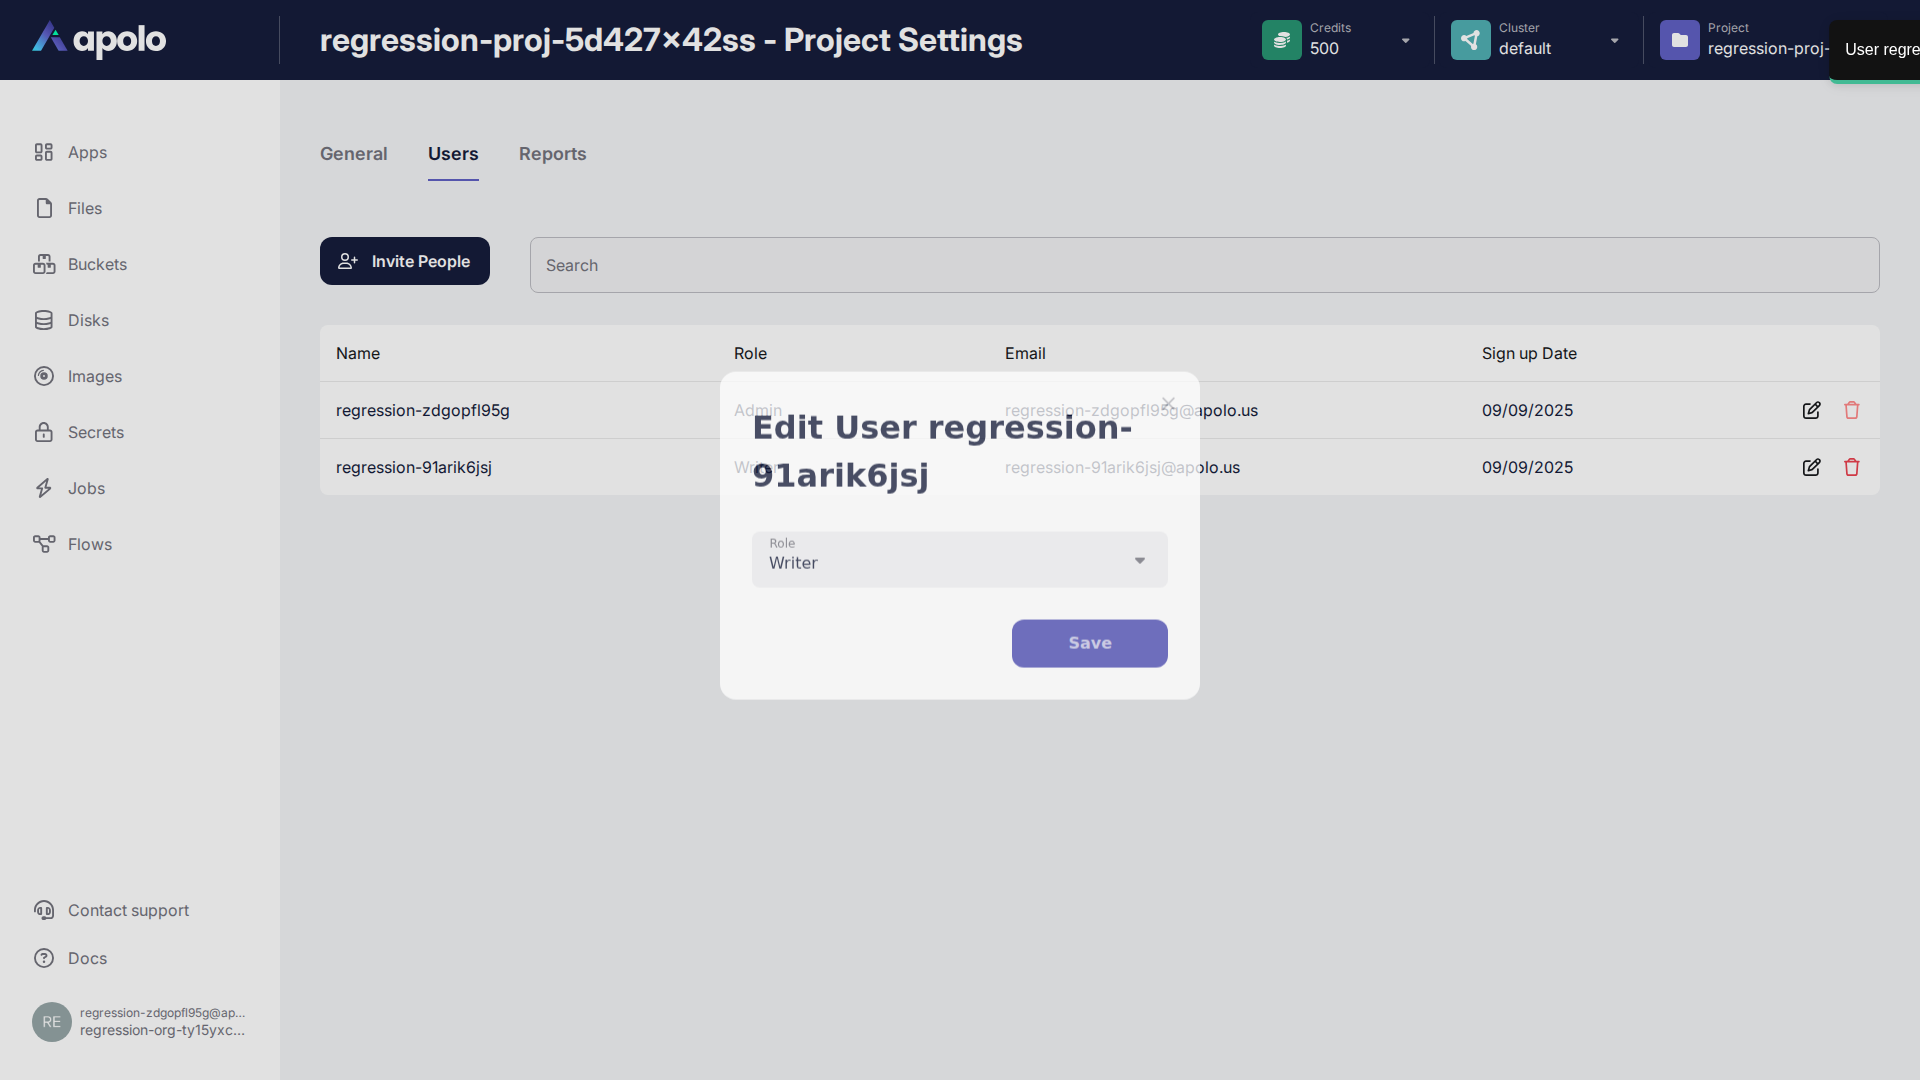 apolo
regression-proj-5d427x42ss - Project Settings
Credits
500
Cluster
default
Project
regression-proj-
User regre
Apps
Files
Buckets
Disks
Images
Secrets
Jobs
Flows
General
Users
Reports
Invite People
Search
Name
Role
Email
Sign up Date
regression-zdgopfl95g
Admin
regression-zdgopfl95g@apolo.us
09/09/2025
regression-91arik6jsj
Writer
regression-91arik6jsj@apolo.us
09/09/2025
Edit User regression-
91arik6jsj
Role
Writer
Save
Contact support
Docs
RE
regression-zdgopfl95g@ap...
regression-org-ty15yxc...